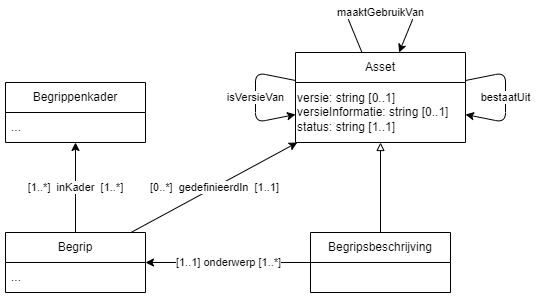 maaktGebruikVan
Asset
versie: string [0..1]
versieInformatie: string [0..1]
status: string [1..1]
isVersieVan
bestaatUit
Begrippenkader
...
[1..*] inKader [1..*]
[0..*] gedefinieerdIn [1..1]
Begrip
...
[1..1] onderwerp [1..*]
Begripsbeschrijving